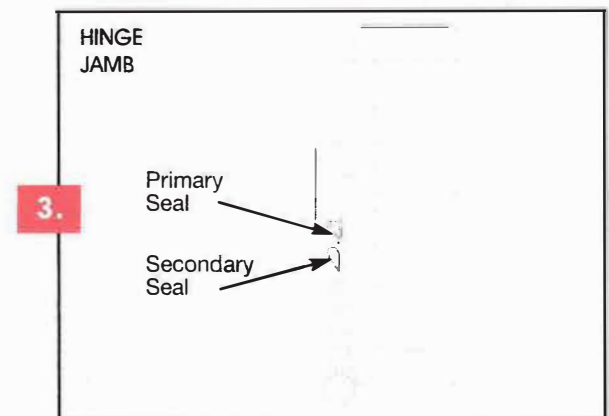 HINGE
JAMB
3.
Primary
Seal
Secondary
Seal